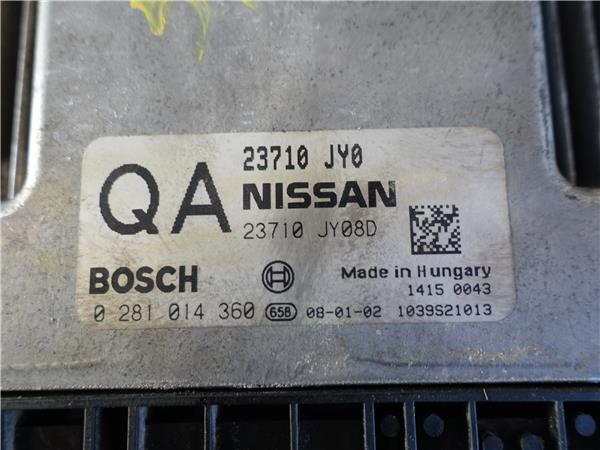 23710 JY0
QA NISSAN
23710 JY08D
BOSCH Made in Hungary
1415 0043
0 281 014 360 658 08-01-02 1039S21013